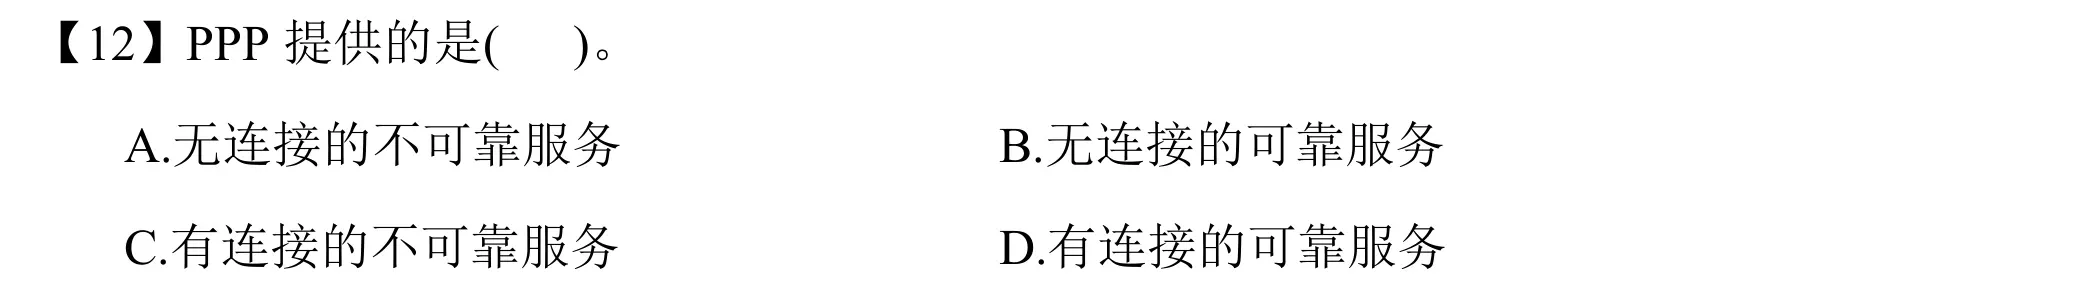 【12】PPP 提供的是(    )。
A.无连接的不可靠服务    B.无连接的可靠服务
C.有连接的不可靠服务    D.有连接的可靠服务